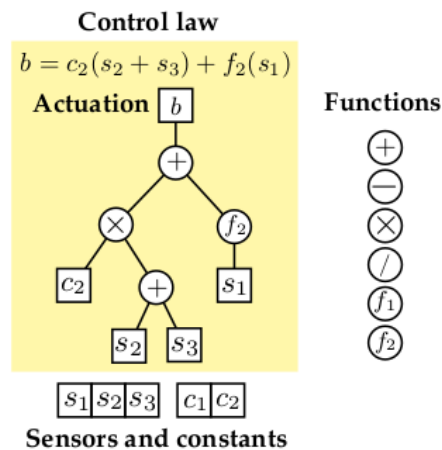 Control law
b = c₂(s₂ + s₃) + f₂(s₁)
Actuation b
Functions
+
+
−
×
f₂
×
c₂
+
s₁
/
s₂ s₃
f₁
f₂
s₁ s₂ s₃ c₁ c₂
Sensors and constants